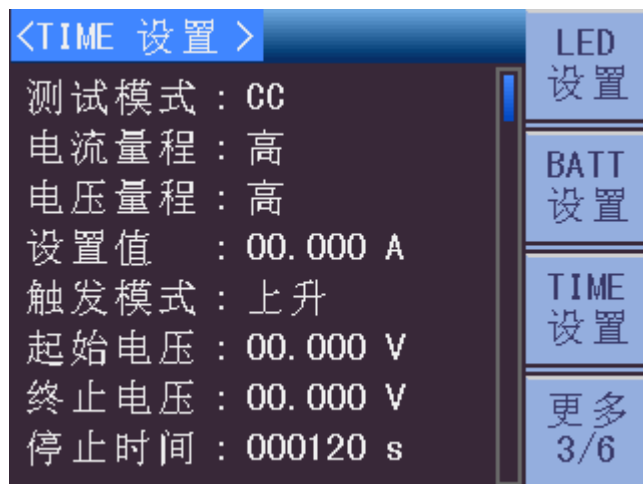 <TIME 设置 >
测试模式 : CC
电流量程 : 高
电压量程 : 高
设置值 : 00.000 A
触发模式 : 上升
起始电压 : 00.000 V
终止电压 : 00.000 V
停止时间 : 000120 s
LED
设置
BATT
设置
TIME
设置
更多
3/6